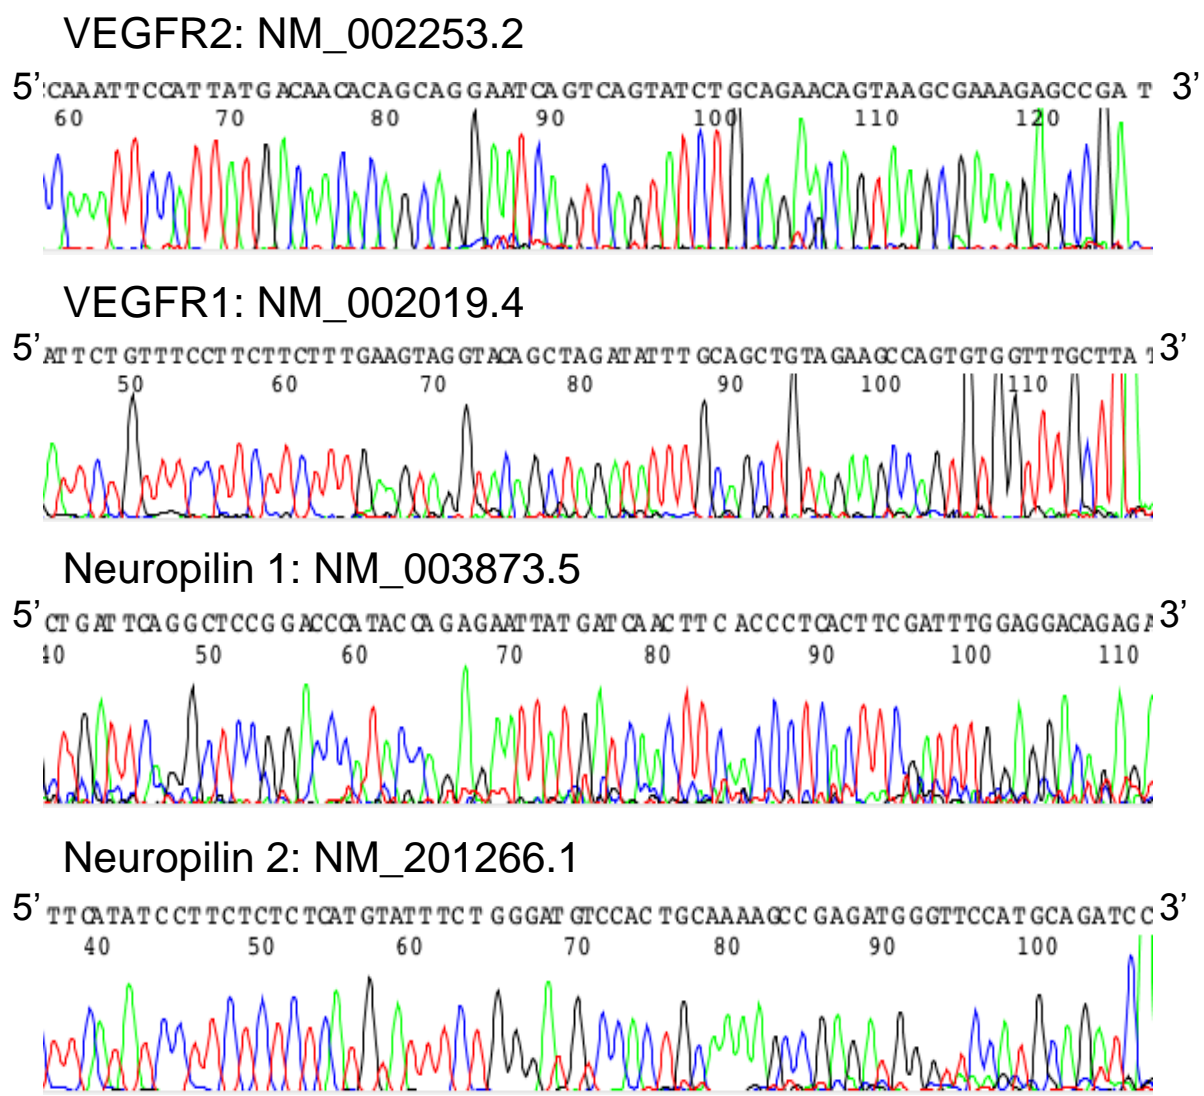 VEGFR2: NM_002253.2
5' CAAATTCCATTATGACAACACAGCAGGAATCAGTCAGTATCTGCAGAACAGTAAGCGAAAGAGCCGA T 3'
60 70 80 90 100 110 120
VEGFR1: NM_002019.4
5' ATTCTGTTTCCTTCTTCTTTGAAGTAGGTACAGCTAGATATTTGCAGCTGTAGAAGCCAGTGTGGTTTGCTTA T 3'
50 60 70 80 90 100 110
Neuropilin 1: NM_003873.5
5' CTGATTCAGGCTCCGGACCCATACCAGAGAATTATGATCAACTTCACCCTCACTTCGATTTGGAGGACAGAGA 3'
40 50 60 70 80 90 100 110
Neuropilin 2: NM_201266.1
5' TTCATATCCTTCTCTCTCATGTATTTCTGGGATGTCCACTGCAAAAGCCGAGATGGGTTCCATGCAGATCC 3'
40 50 60 70 80 90 100